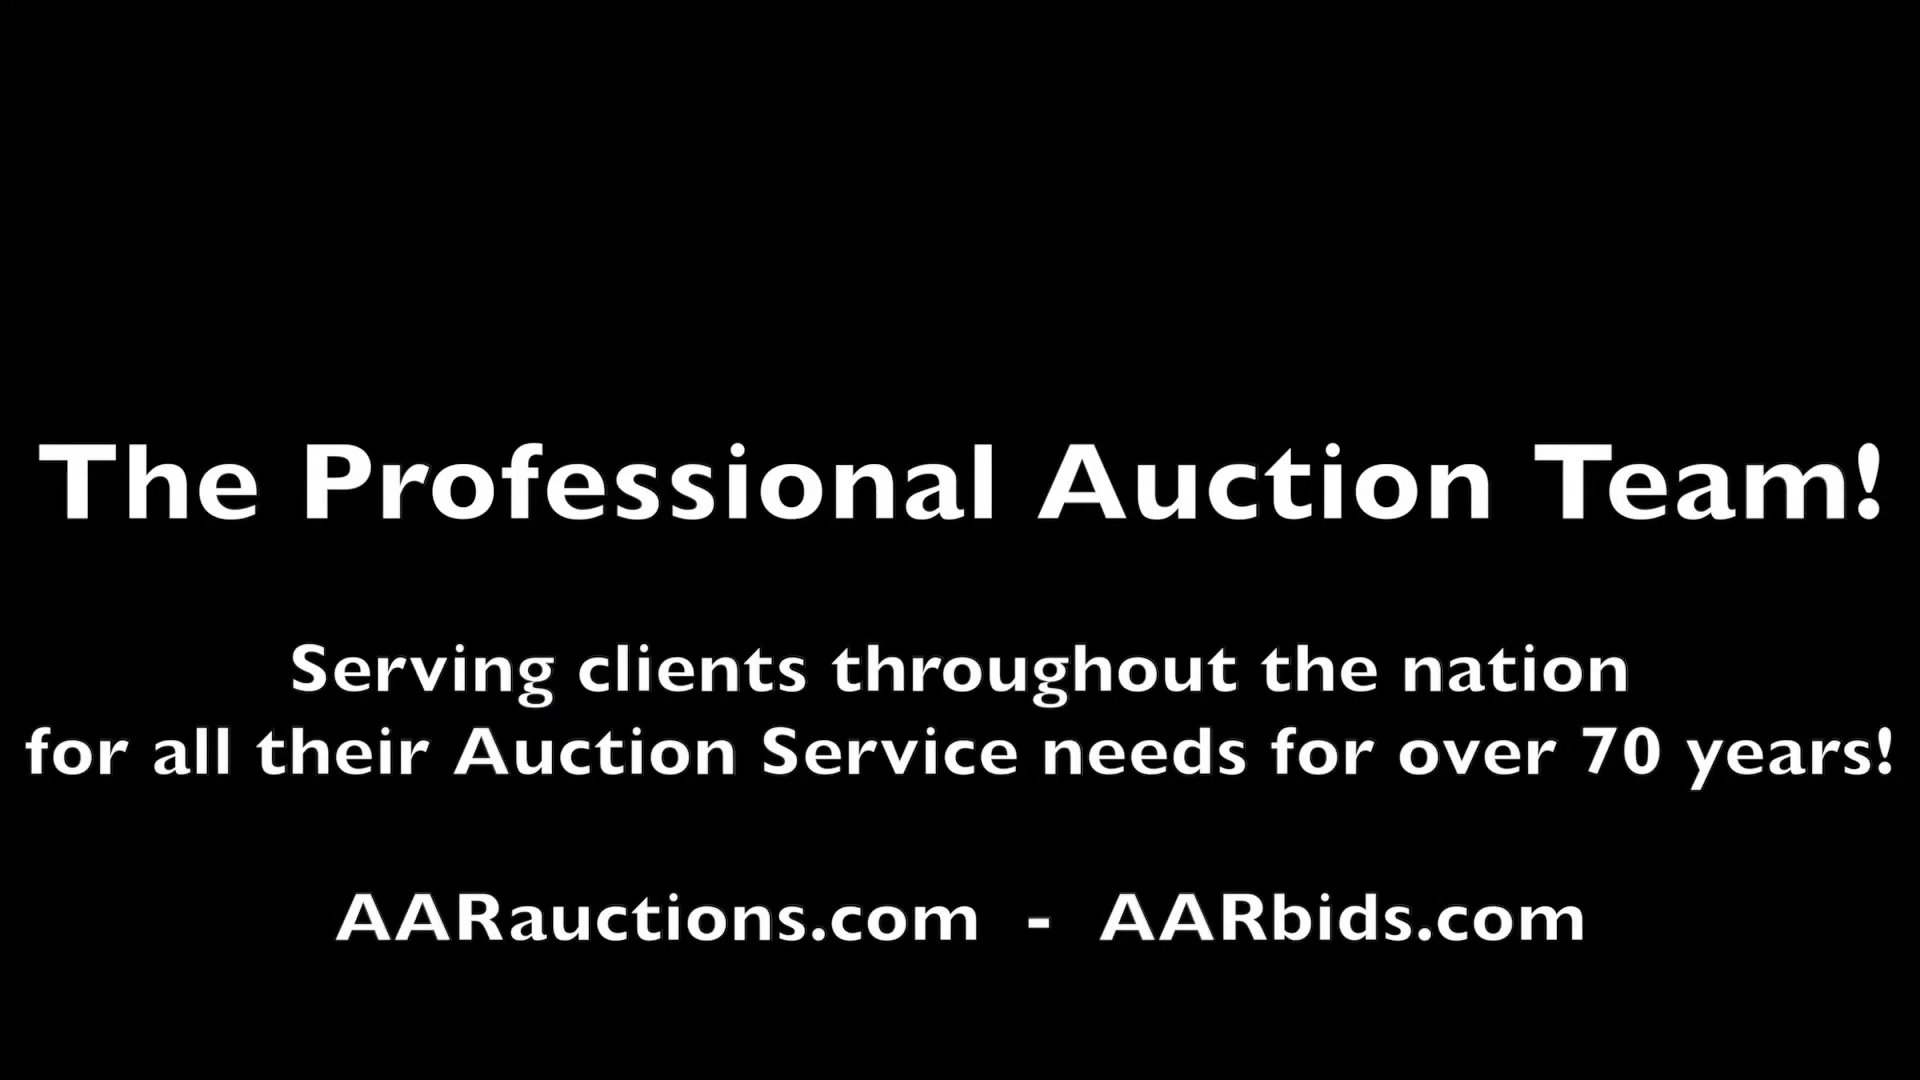 The Professional Auction Team!
Serving clients throughout the nation
for all their Auction Service needs for over 70 years!
AARauctions.com - AARbids.com